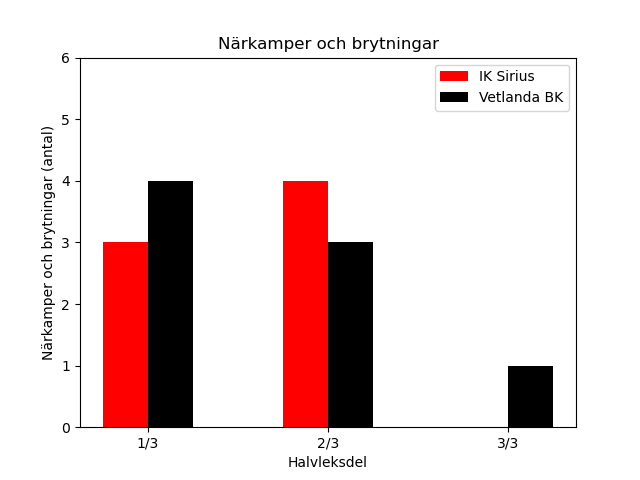 Närkamper och brytningar
IK Sirius
Vetlanda BK
Närkamper och brytningar (antal)
6
5
4
3
2
1
0
1/3
2/3
3/3
Halvleksdel